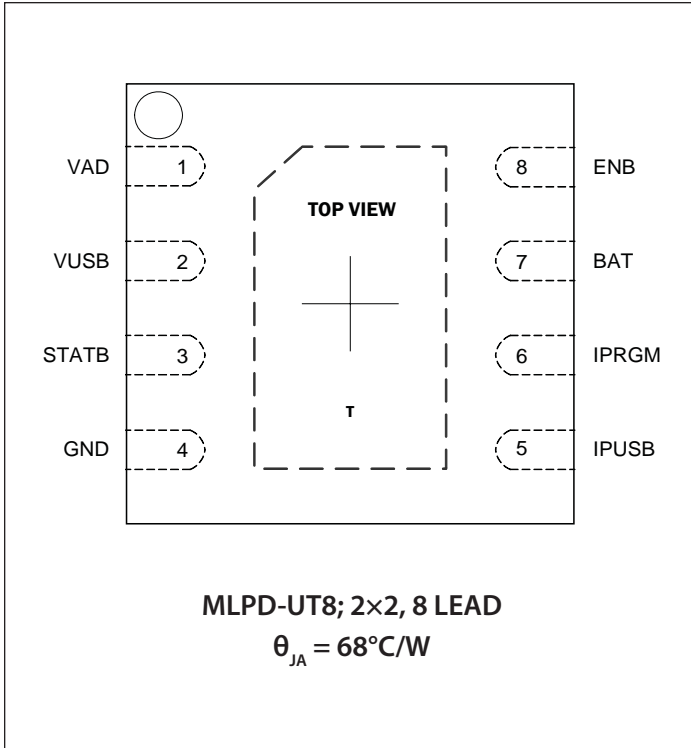 VAD 1 8 ENB
TOP VIEW
VUSB 2 7 BAT
STATB 3 6 IPRGM
T
GND 4 5 IPUSB
MLPD-UT8; 2×2, 8 LEAD
θJA = 68°C/W